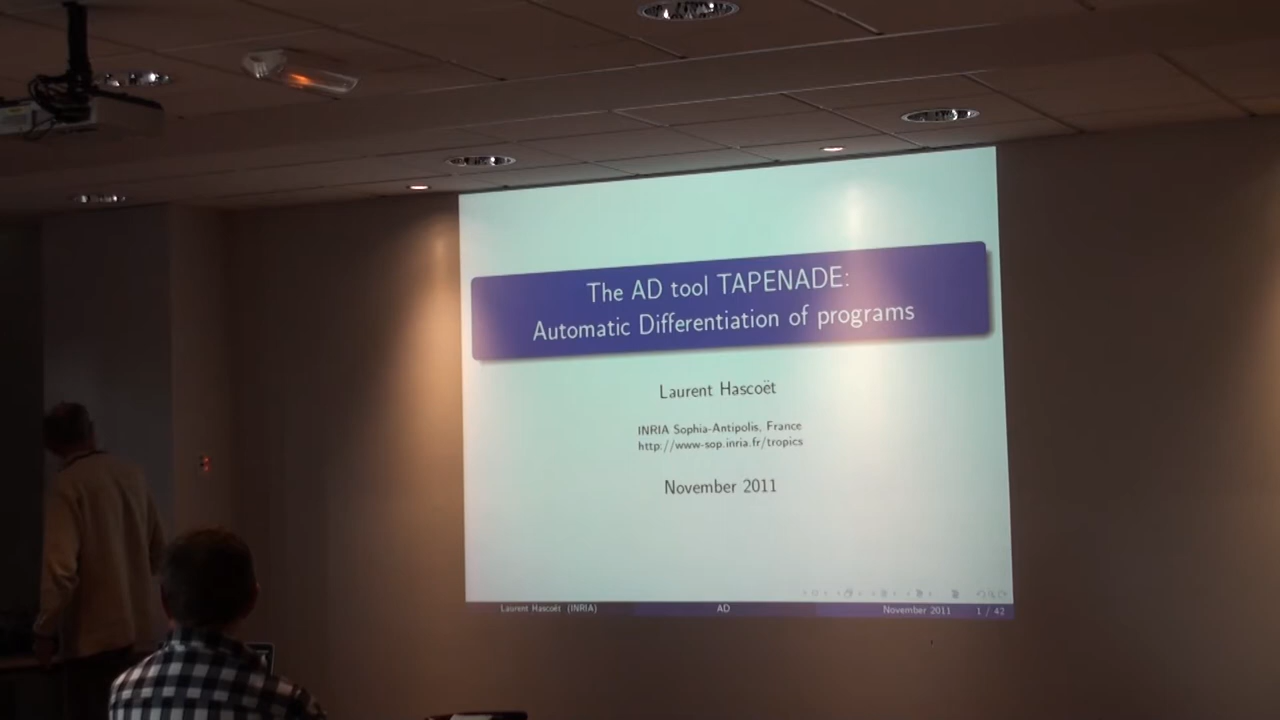 The AD tool TAPENADE:
Automatic Differentiation of programs
Laurent Hascoët
INRIA Sophia-Antipolis, France
http://www-sop.inria.fr/tropics
November 2011
Laurent Hascoët (INRIA)
AD
November 2011
1 / 42